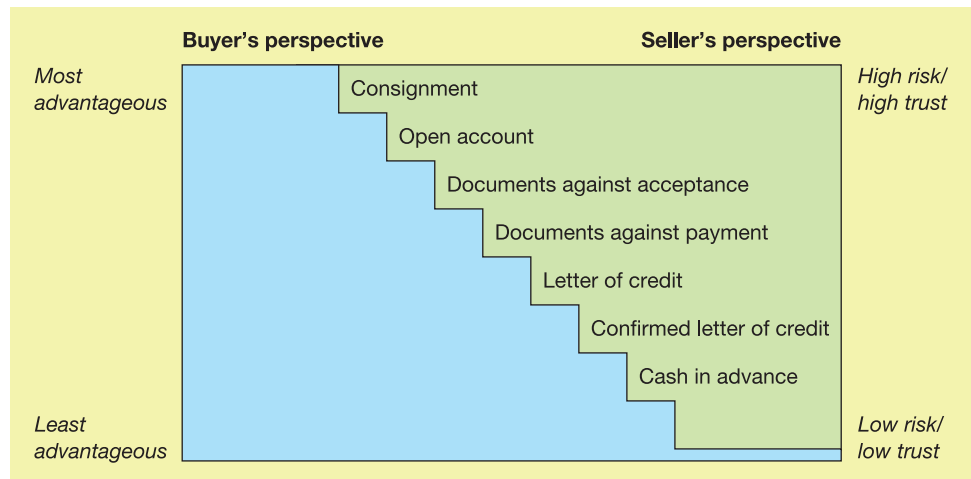 Buyer's perspective
Seller's perspective
Most
advantageous
High risk/
high trust
Consignment
Open account
Documents against acceptance
Documents against payment
Letter of credit
Confirmed letter of credit
Cash in advance
Least
advantageous
Low risk/
low trust